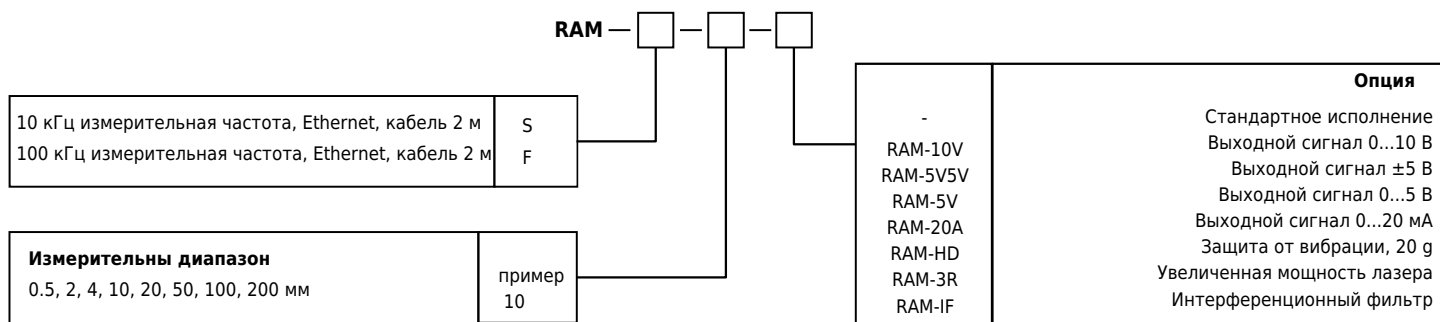 RAM — —  —
10 кГц измерительная частота, Ethernet, кабель 2 м S
100 кГц измерительная частота, Ethernet, кабель 2 м F
Измерительны диапазон
0.5, 2, 4, 10, 20, 50, 100, 200 мм
пример
10
Опция
- Стандартное исполнение
RAM-10V Выходной сигнал 0...10 В
RAM-5V5V Выходной сигнал ±5 В
RAM-5V Выходной сигнал 0...5 В
RAM-20A Выходной сигнал 0...20 мА
RAM-HD Защита от вибрации, 20 g
RAM-3R Увеличенная мощность лазера
RAM-IF Интерференционный фильтр